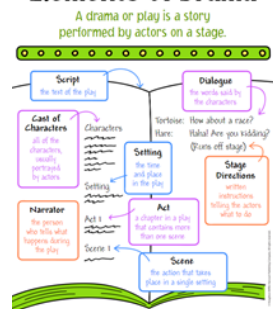 A drama or play is a story
performed by actors on a stage.
Script
the text of the play
Dialogue
the words said by
the characters
Cast of
Characters
all of the
characters,
usually
portrayed
by actors
Characters
Tortoise: How about a race?
Hare: Haha! Are you kidding?
(Runs off stage)
Setting
the time
and place
in the play
Stage
Directions
written
instructions
telling the actors
what to do
Setting
Narrator
the person
who tells what
happens during
the play
Act 1
Act
a chapter in a play
that contains more
than one scene
Scene 1
Scene
the action that takes
place in a single setting